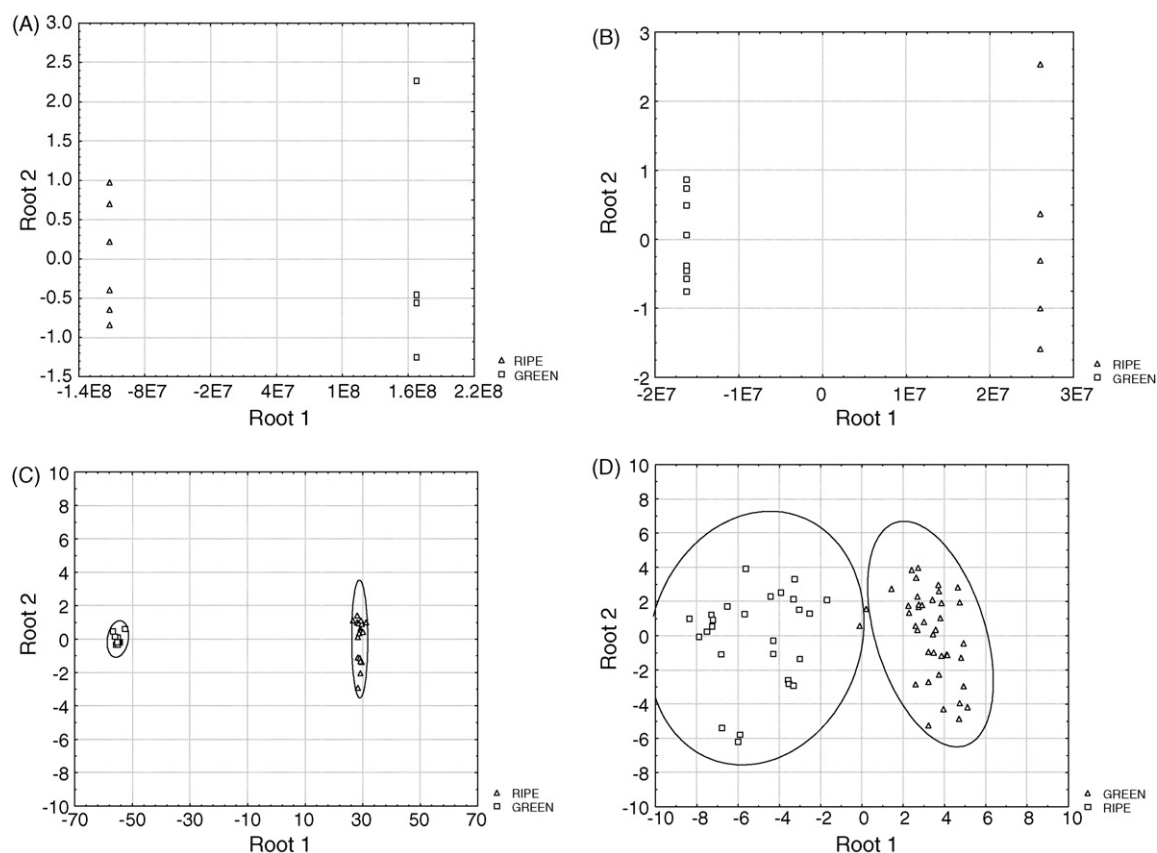 (A)
3.0
2.5
2.0
1.5
1.0
0.5
0.0
-0.5
-1.0
-1.5
Root 2
-1.4E8 -8E7 -2E7 4E7 1E8 1.6E8 2.2E8
Root 1
RIPE
GREEN
(B)
3
2
1
0
-1
-2
Root 2
-2E7 -1E7 0 1E7 2E7 3E7
Root 1
RIPE
GREEN
(C)
10
8
6
4
2
0
-2
-4
-6
-8
-10
Root 2
-70 -50 -30 -10 10 30 50 70
Root 1
RIPE
GREEN
(D)
10
8
6
4
2
0
-2
-4
-6
-8
-10
Root 2
-10 -8 -6 -4 -2 0 2 4 6 8 10
Root 1
GREEN
RIPE